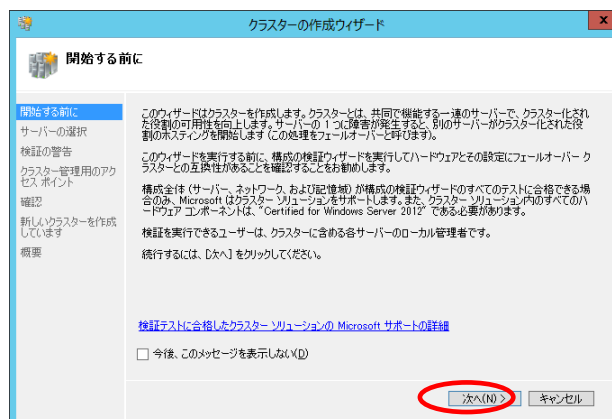 クラスターの作成ウィザード
x
開始する前に
開始する前に
サーバーの選択
検証の警告
クラスター管理用のアク
セス ポイント
確認
新しいクラスターを作成
しています
概要
このウィザードはクラスターを作成します。クラスターとは、共同で機能する一連のサーバーで、クラスター化され
た役割の可用性を向上します。サーバーの 1 つに障害が発生すると、別のサーバーがクラスター化された役
割のホスティングを開始します (この処理をフェールオーバーと呼びます)。
このウィザードを実行する前に、構成の検証ウィザードを実行してハードウェアとその設定にフェールオーバー ク
ラスターとの互換性があることを確認することをお勧めします。
構成全体 (サーバー、ネットワーク、および記憶域) が構成の検証ウィザードのすべてのテストに合格できる場
合のみ、Microsoft はクラスター ソリューションをサポートします。また、クラスター ソリューション内のすべてのハ
ードウェア コンポーネントは、"Certified for Windows Server 2012" である必要があります。
検証を実行できるユーザーは、クラスターに含める各サーバーのローカル管理者です。
続行するには、[次へ] をクリックしてください。
検証テストに合格したクラスター ソリューションの Microsoft サポートの詳細
今後、このメッセージを表示しない(D)
次へ(N) >
キャンセル